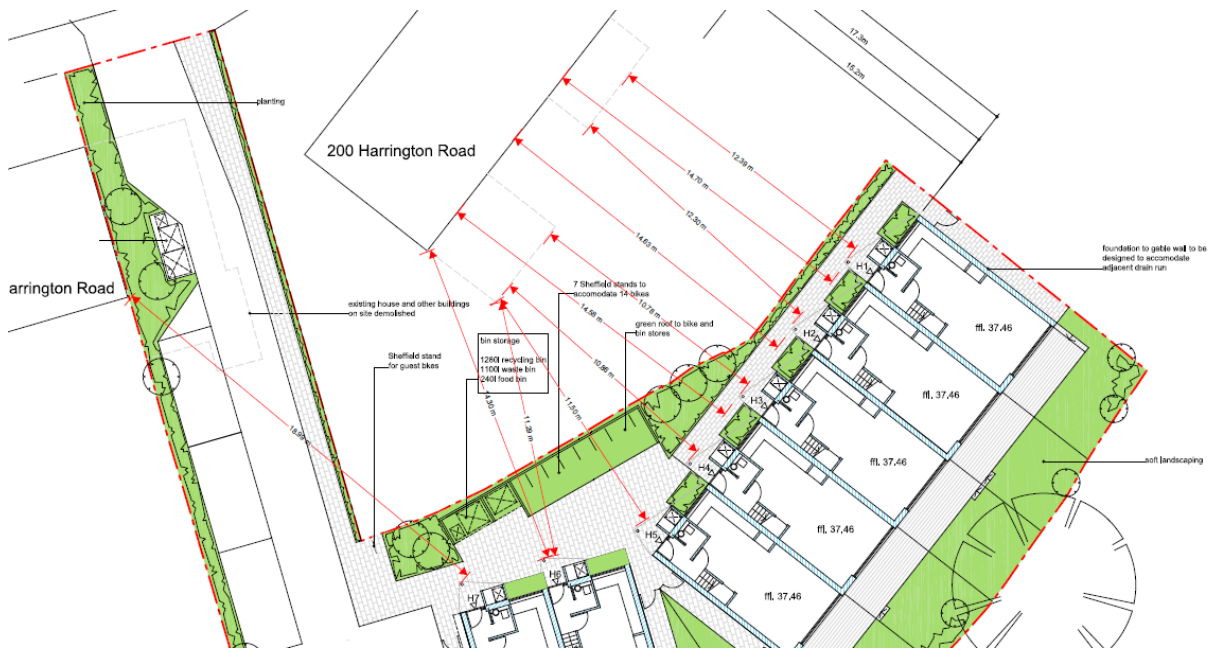 17.3m
15.2m
planting
200 Harrington Road
12.39 m
14.70 m
12.30 m
14.63 m
10.78 m
14.56 m
10.96 m
11.50 m
11.29 m
14.30 m
18.99 m
arrington Road
existing house and other buildings
on site demolished
Sheffield stand
for guest bikes
bin storage
1280l recycling bin
1100l waste bin
240l food bin
7 Sheffield stands to
accomodate 14 bikes
green roof to bike and
bin stores
foundation to gable wall to be
designed to accomodate
adjacent drain run
soft landscaping
H1
H2
H3
H4
H5
H6
H7
ffl. 37.46
ffl. 37.46
ffl. 37.46
ffl. 37.46
ffl. 37.46